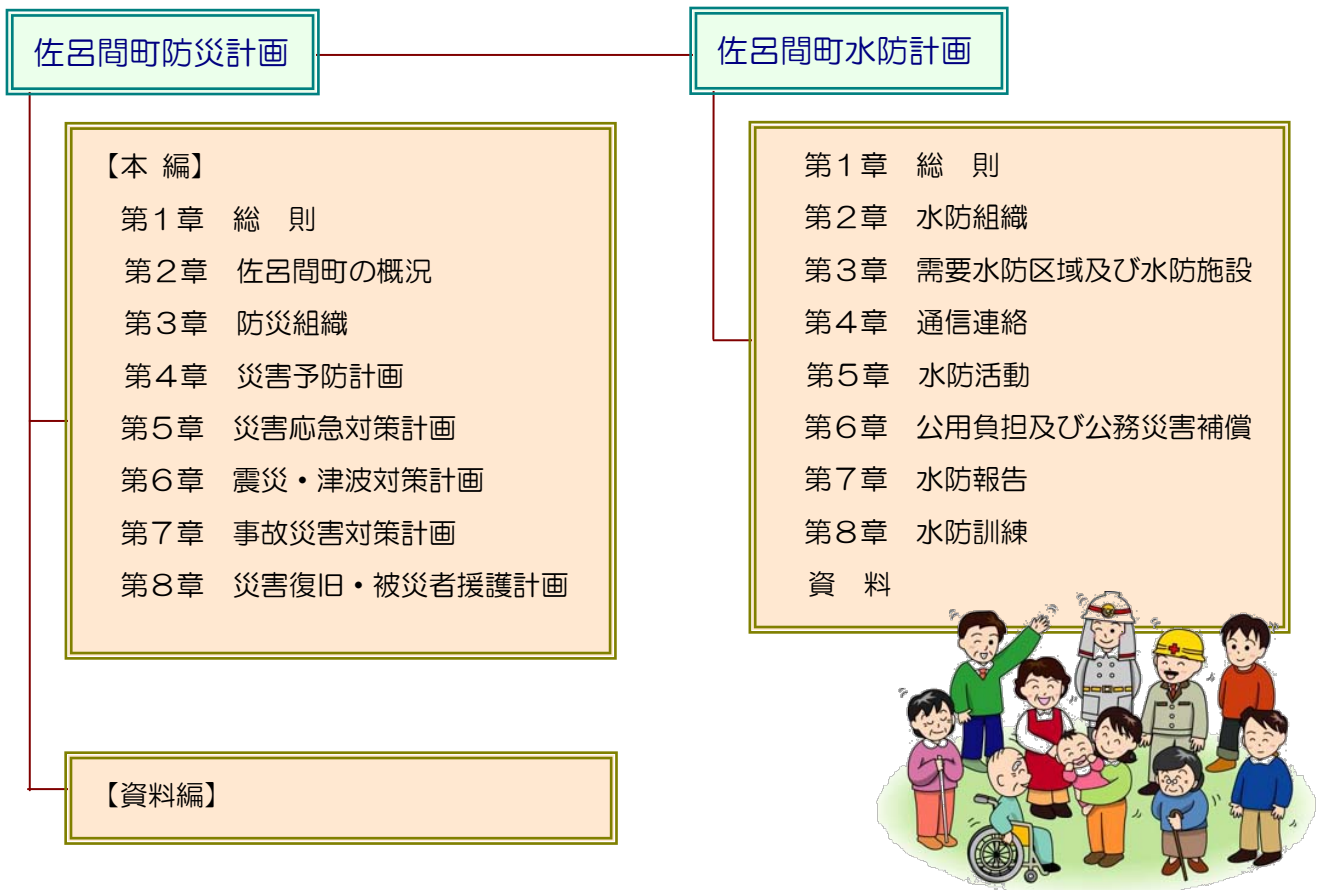 佐呂間町防災計画
佐呂間町水防計画
【本 編】
第1章 総 則
第2章 佐呂間町の概況
第3章 防災組織
第4章 災害予防計画
第5章 災害応急対策計画
第6章 震災・津波対策計画
第7章 事故災害対策計画
第8章 災害復旧・被災者援護計画
【資料編】
第1章 総 則
第2章 水防組織
第3章 需要水防区域及び水防施設
第4章 通信連絡
第5章 水防活動
第6章 公用負担及び公務災害補償
第7章 水防報告
第8章 水防訓練
資 料